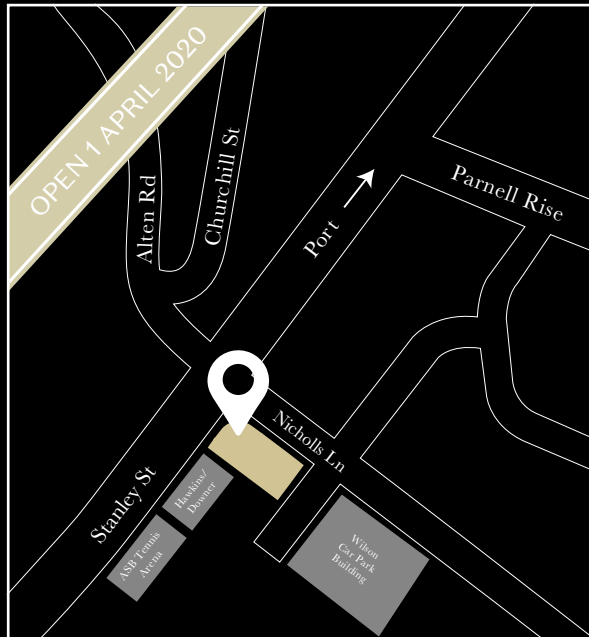 OPEN 1 APRIL 2020
Alten Rd
Churchill St
Port
Parnell Rise
Nicholls Ln
Stanley St
Hawkins/
Downer
ASB Tennis
Arena
Wilson
Car Park
Building